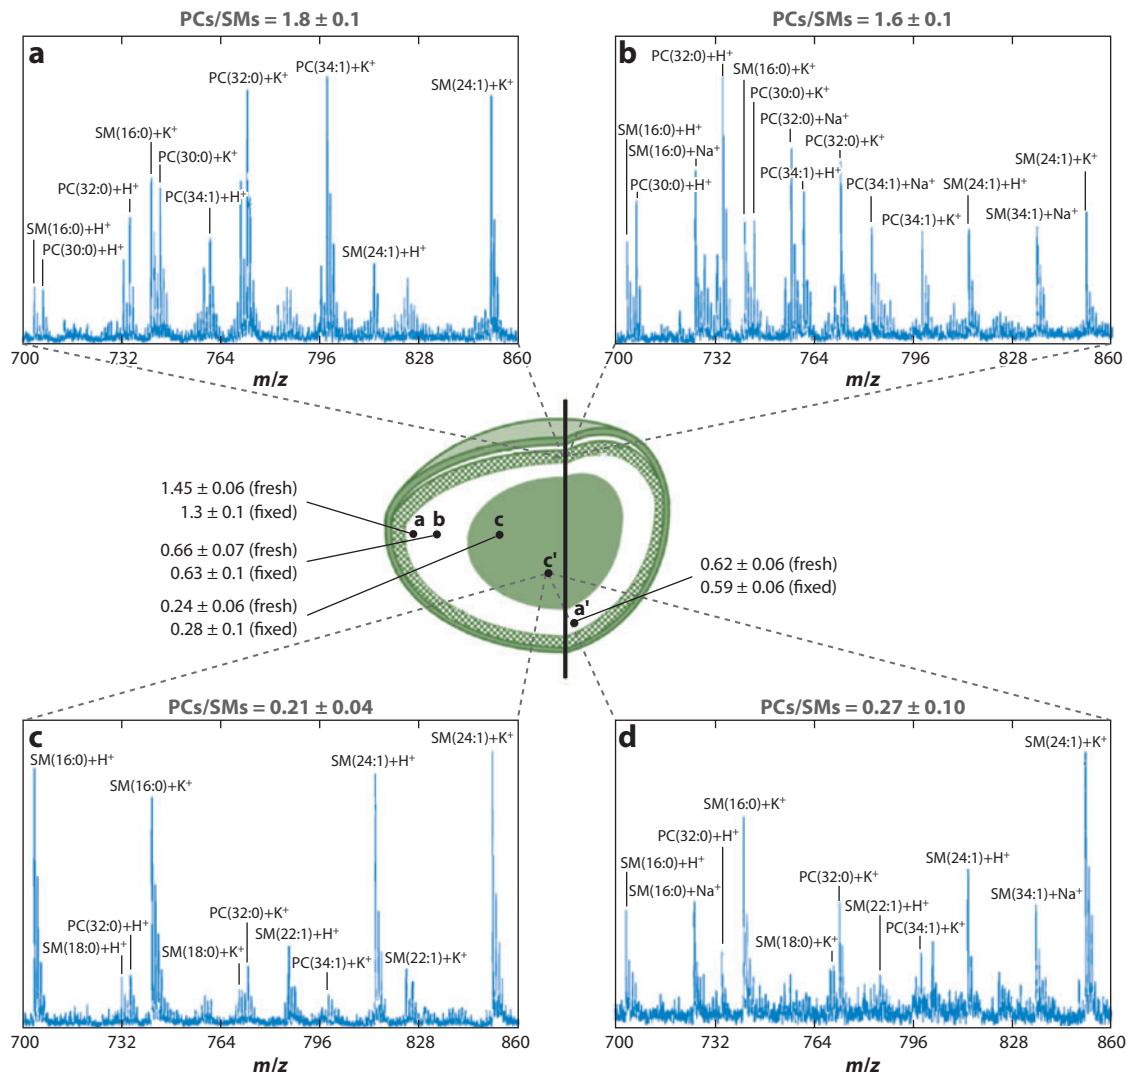 PCs/SMs = 1.8 ± 0.1
a
PC(34:1)+K⁺
PC(32:0)+K⁺
SM(24:1)+K⁺
SM(16:0)+K⁺
PC(30:0)+K⁺
PC(32:0)+H⁺
PC(34:1)+H⁺
SM(16:0)+H⁺
PC(30:0)+H⁺
SM(24:1)+H⁺
700 732 764 796 828 860
m/z
PCs/SMs = 1.6 ± 0.1
b
PC(32:0)+H⁺
SM(16:0)+K⁺
PC(30:0)+K⁺
PC(32:0)+Na⁺
SM(16:0)+H⁺
PC(32:0)+K⁺
SM(16:0)+Na⁺
SM(24:1)+K⁺
PC(34:1)+H⁺
PC(30:0)+H⁺
PC(34:1)+Na⁺
SM(24:1)+H⁺
PC(34:1)+K⁺
SM(34:1)+Na⁺
700 732 764 796 828 860
m/z
1.45 ± 0.06 (fresh)
1.3 ± 0.1 (fixed)
0.66 ± 0.07 (fresh)
0.63 ± 0.1 (fixed)
0.24 ± 0.06 (fresh)
0.28 ± 0.1 (fixed)
a b c
c'
a'
0.62 ± 0.06 (fresh)
0.59 ± 0.06 (fixed)
PCs/SMs = 0.21 ± 0.04
c
SM(24:1)+K⁺
SM(16:0)+H⁺
SM(24:1)+H⁺
SM(16:0)+K⁺
PC(32:0)+K⁺
PC(32:0)+H⁺
SM(22:1)+H⁺
SM(18:0)+H⁺
SM(18:0)+K⁺
PC(34:1)+K⁺
SM(22:1)+K⁺
700 732 764 796 828 860
m/z
PCs/SMs = 0.27 ± 0.10
d
SM(24:1)+K⁺
SM(16:0)+K⁺
PC(32:0)+H⁺
SM(16:0)+H⁺
SM(24:1)+H⁺
PC(32:0)+K⁺
SM(16:0)+Na⁺
SM(34:1)+Na⁺
SM(22:1)+H⁺
PC(34:1)+K⁺
SM(18:0)+K⁺
700 732 764 796 828 860
m/z